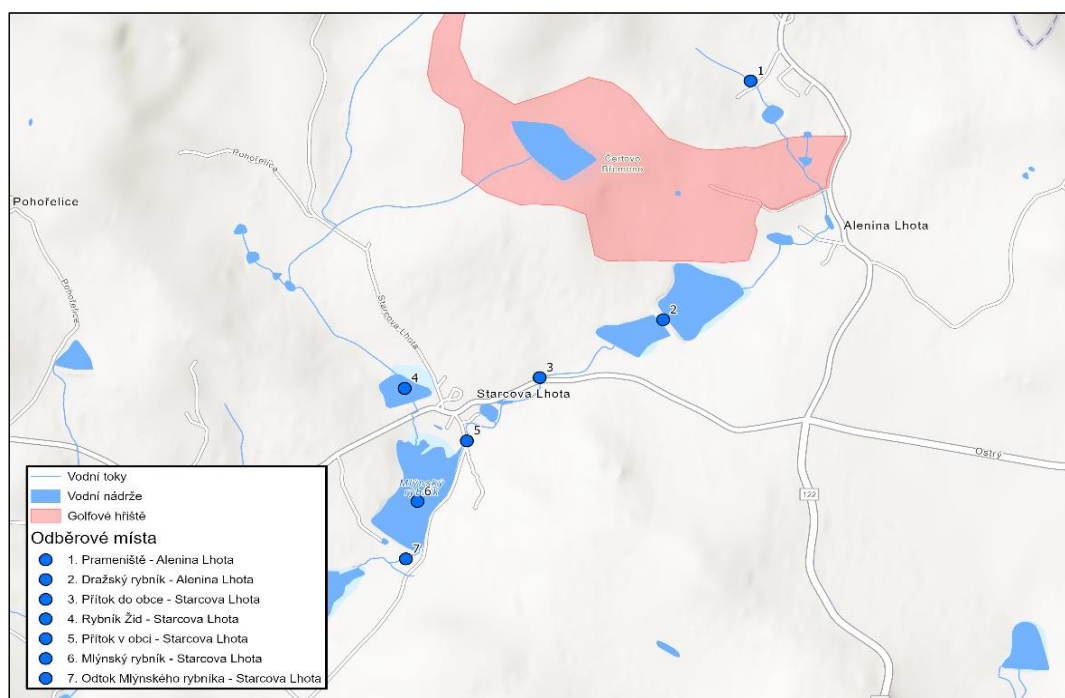 1
Pohořelice
Čertovo
Břemeno
Pohořelice
Alenina Lhota
Pohořelice
2
Starcova Lhota
3
4
Starcova Lhota
5
Ostrý
Mlýnský
rybník
6
122
7
Vodní toky
Vodní nádrže
Golfové hřiště
Odběrové místa
1. Prameniště - Alenina Lhota
2. Dražský rybník - Alenina Lhota
3. Přítok do obce - Starcova Lhota
4. Rybník Žid - Starcova Lhota
5. Přítok v obci - Starcova Lhota
6. Mlýnský rybník - Starcova Lhota
7. Odtok Mlýnského rybníka - Starcova Lhota